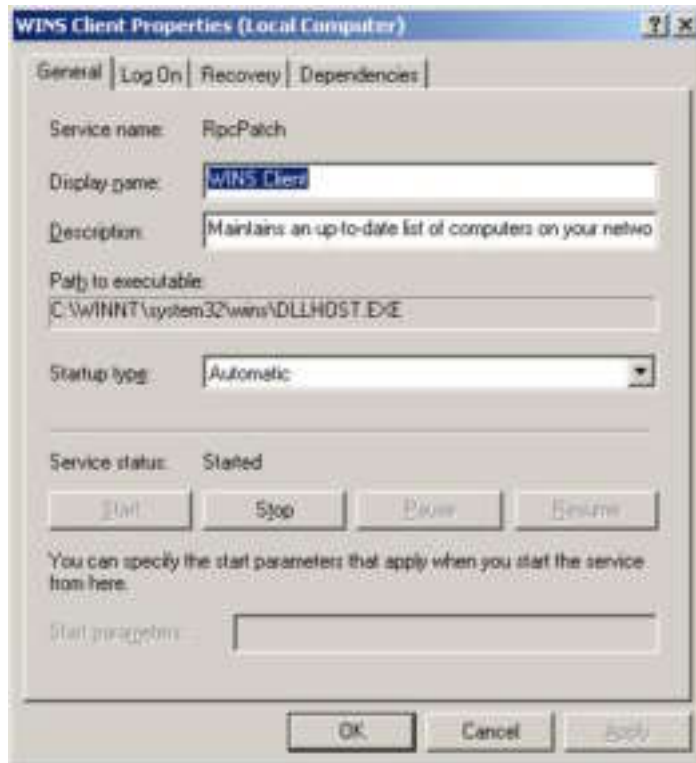 WINS Client Properties (Local Computer)
General Log On Recovery Dependencies
Service name: RpcPatch
Display name: WINS Client
Description: Maintains an up-to-date list of computers on your netwo
Path to executable:
C:\WINNT\system32\wins\DLLHOST.EXE
Startup type: Automatic
Service status: Started
Start Stop Pause Resume
You can specify the start parameters that apply when you start the service
from here.
Start parameters:
OK Cancel Apply